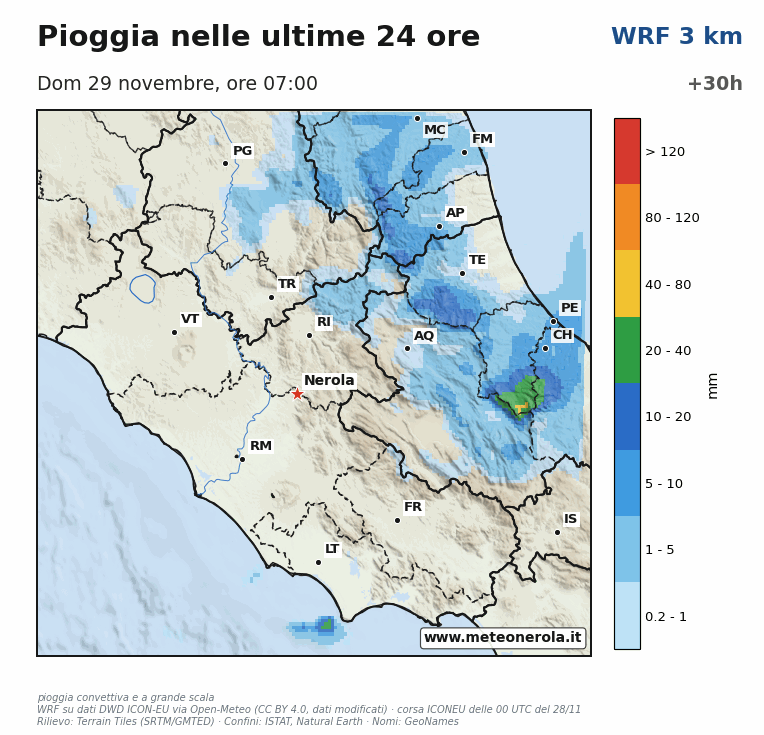 Pioggia nelle ultime 24 ore
WRF 3 km
Dom 29 novembre, ore 07:00
+30h
MC
FM
PG
AP
TE
TR
PE
VT
RI
AQ
CH
Nerola
RM
FR
IS
LT
www.meteonerola.it
> 120
80 - 120
40 - 80
20 - 40
10 - 20
5 - 10
1 - 5
0.2 - 1
mm
pioggia convettiva e a grande scala
WRF su dati DWD ICON-EU via Open-Meteo (CC BY 4.0, dati modificati) · corsa ICONEU delle 00 UTC del 28/11
Rilievo: Terrain Tiles (SRTM/GMTED) · Confini: ISTAT, Natural Earth · Nomi: GeoNames